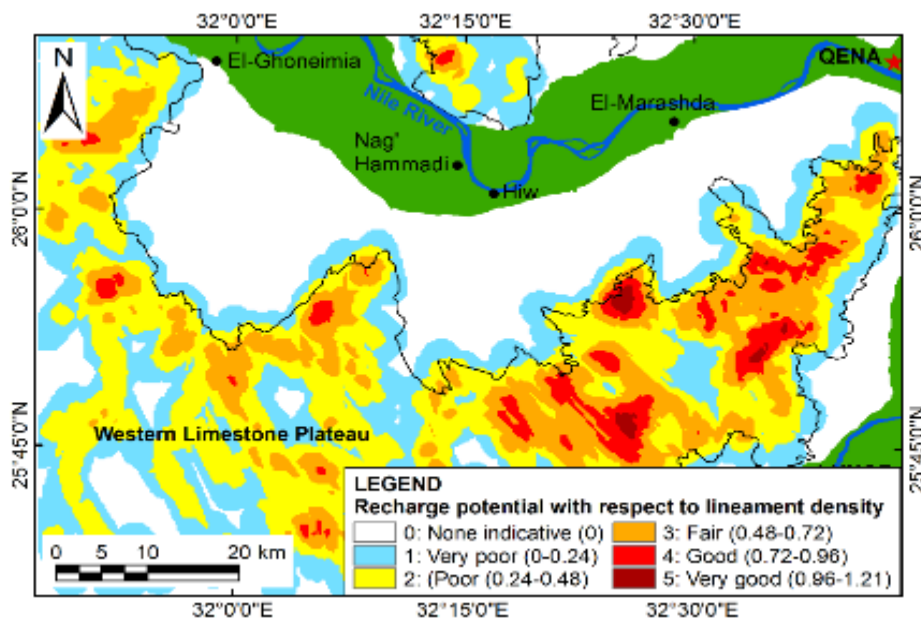 32°0'0"E 32°15'0"E 32°30'0"E
N
El-Ghoneimia
QENA
Nile River
El-Marashda
Nag'
Hammadi
Hiw
26°0'0"N
26°0'0"N
Western Limestone Plateau
25°45'0"N
25°45'0"N
LEGEND
Recharge potential with respect to lineament density
0: None indicative (0)
1: Very poor (0-0.24)
2: (Poor (0.24-0.48)
3: Fair (0.48-0.72)
4: Good (0.72-0.96)
5: Very good (0.96-1.21)
0 5 10 20 km
32°0'0"E 32°15'0"E 32°30'0"E